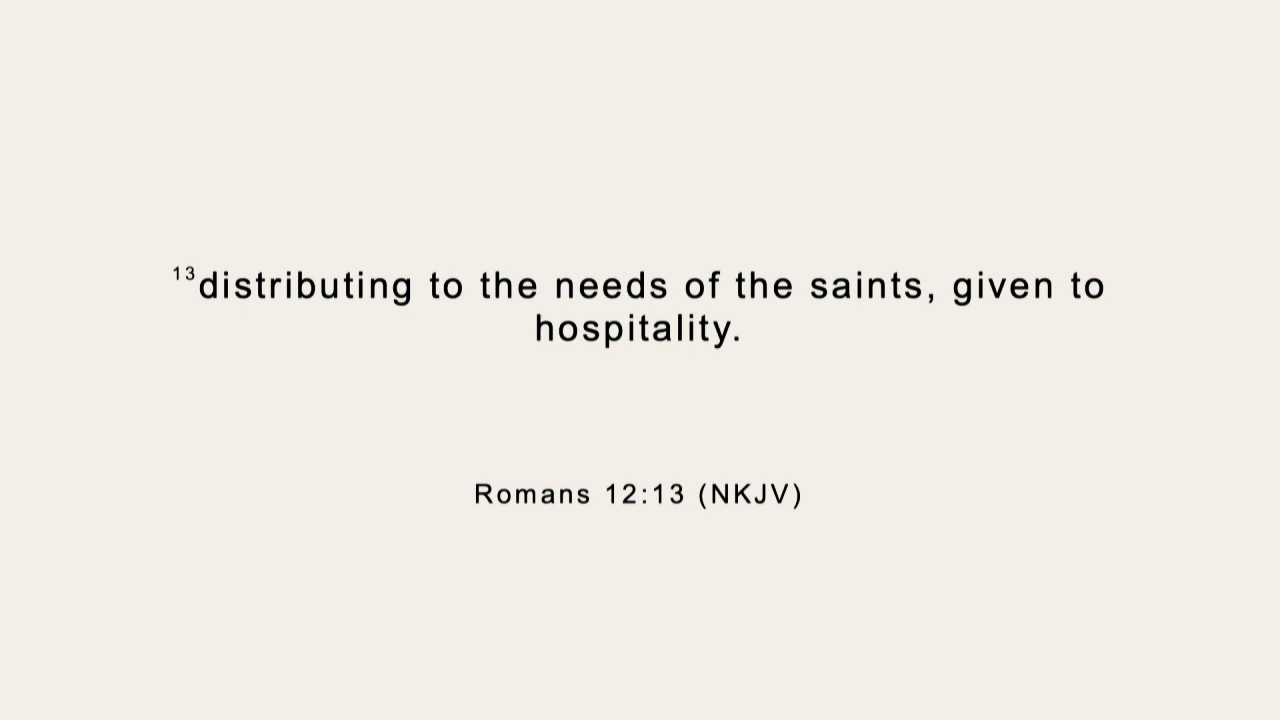 ¹³distributing to the needs of the saints, given to
hospitality.
Romans 12:13 (NKJV)